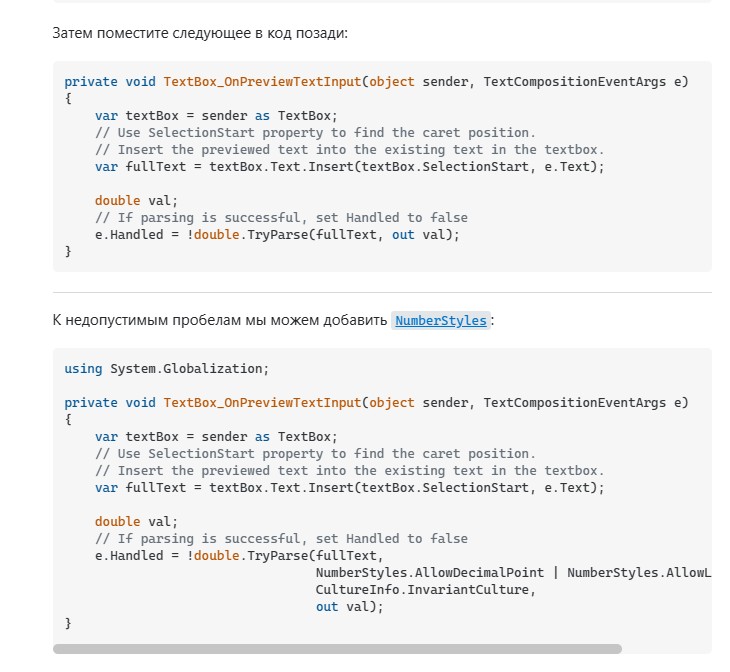 Затем поместите следующее в код позади:
private void TextBox_OnPreviewTextInput(object sender, TextCompositionEventArgs e)
{
    var textBox = sender as TextBox;
    // Use SelectionStart property to find the caret position.
    // Insert the previewed text into the existing text in the textbox.
    var fullText = textBox.Text.Insert(textBox.SelectionStart, e.Text);

    double val;
    // If parsing is successful, set Handled to false
    e.Handled = !double.TryParse(fullText, out val);
}
К недопустимым пробелам мы можем добавить NumberStyles:
using System.Globalization;

private void TextBox_OnPreviewTextInput(object sender, TextCompositionEventArgs e)
{
    var textBox = sender as TextBox;
    // Use SelectionStart property to find the caret position.
    // Insert the previewed text into the existing text in the textbox.
    var fullText = textBox.Text.Insert(textBox.SelectionStart, e.Text);

    double val;
    // If parsing is successful, set Handled to false
    e.Handled = !double.TryParse(fullText,
                                 NumberStyles.AllowDecimalPoint | NumberStyles.AllowL
                                 CultureInfo.InvariantCulture,
                                 out val);
}